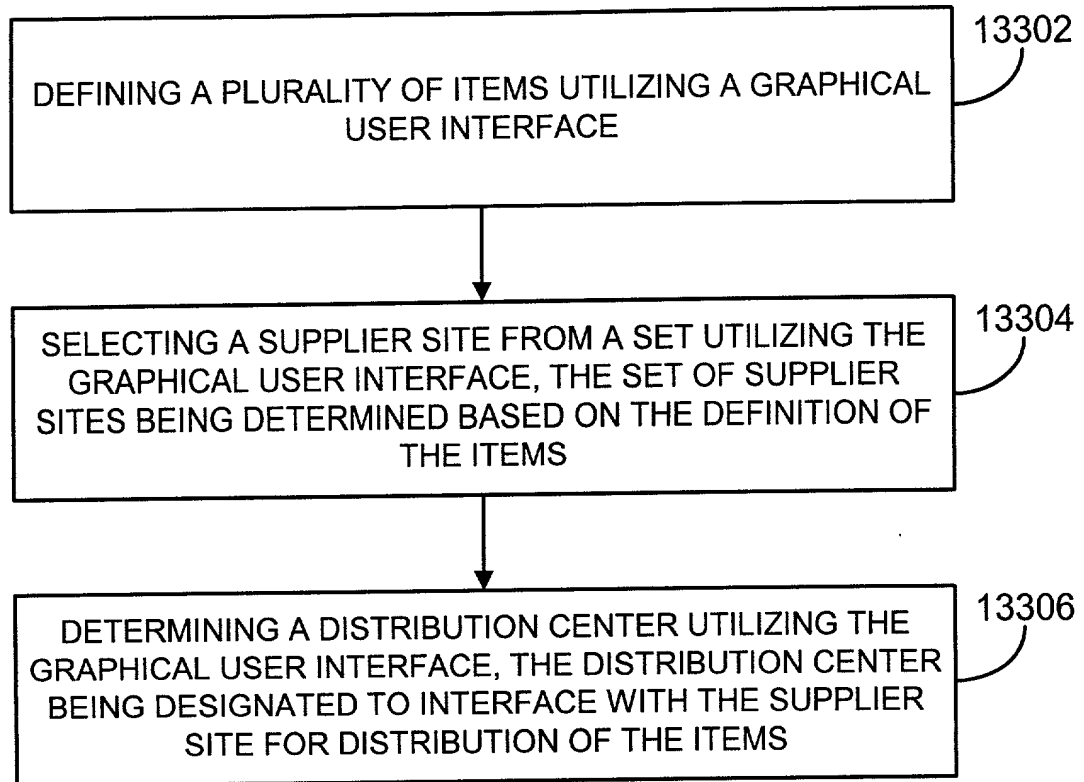 13302
DEFINING A PLURALITY OF ITEMS UTILIZING A GRAPHICAL
USER INTERFACE
13304
SELECTING A SUPPLIER SITE FROM A SET UTILIZING THE
GRAPHICAL USER INTERFACE, THE SET OF SUPPLIER
SITES BEING DETERMINED BASED ON THE DEFINITION OF
THE ITEMS
13306
DETERMINING A DISTRIBUTION CENTER UTILIZING THE
GRAPHICAL USER INTERFACE, THE DISTRIBUTION CENTER
BEING DESIGNATED TO INTERFACE WITH THE SUPPLIER
SITE FOR DISTRIBUTION OF THE ITEMS